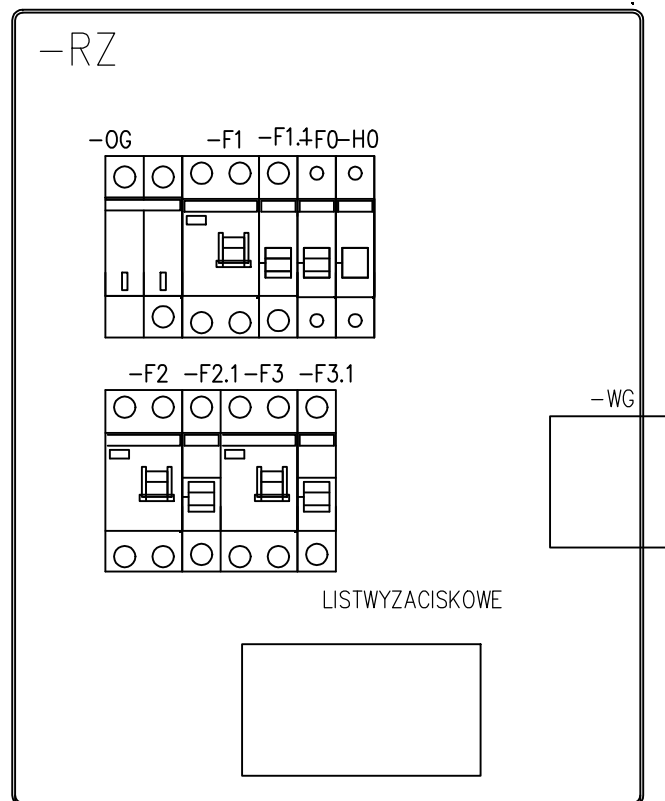 -RZ
-OG -F1 -F1.1 -F0 -H0
-F2 -F2.1 -F3 -F3.1
-WG
LISTWYZACISKOWE